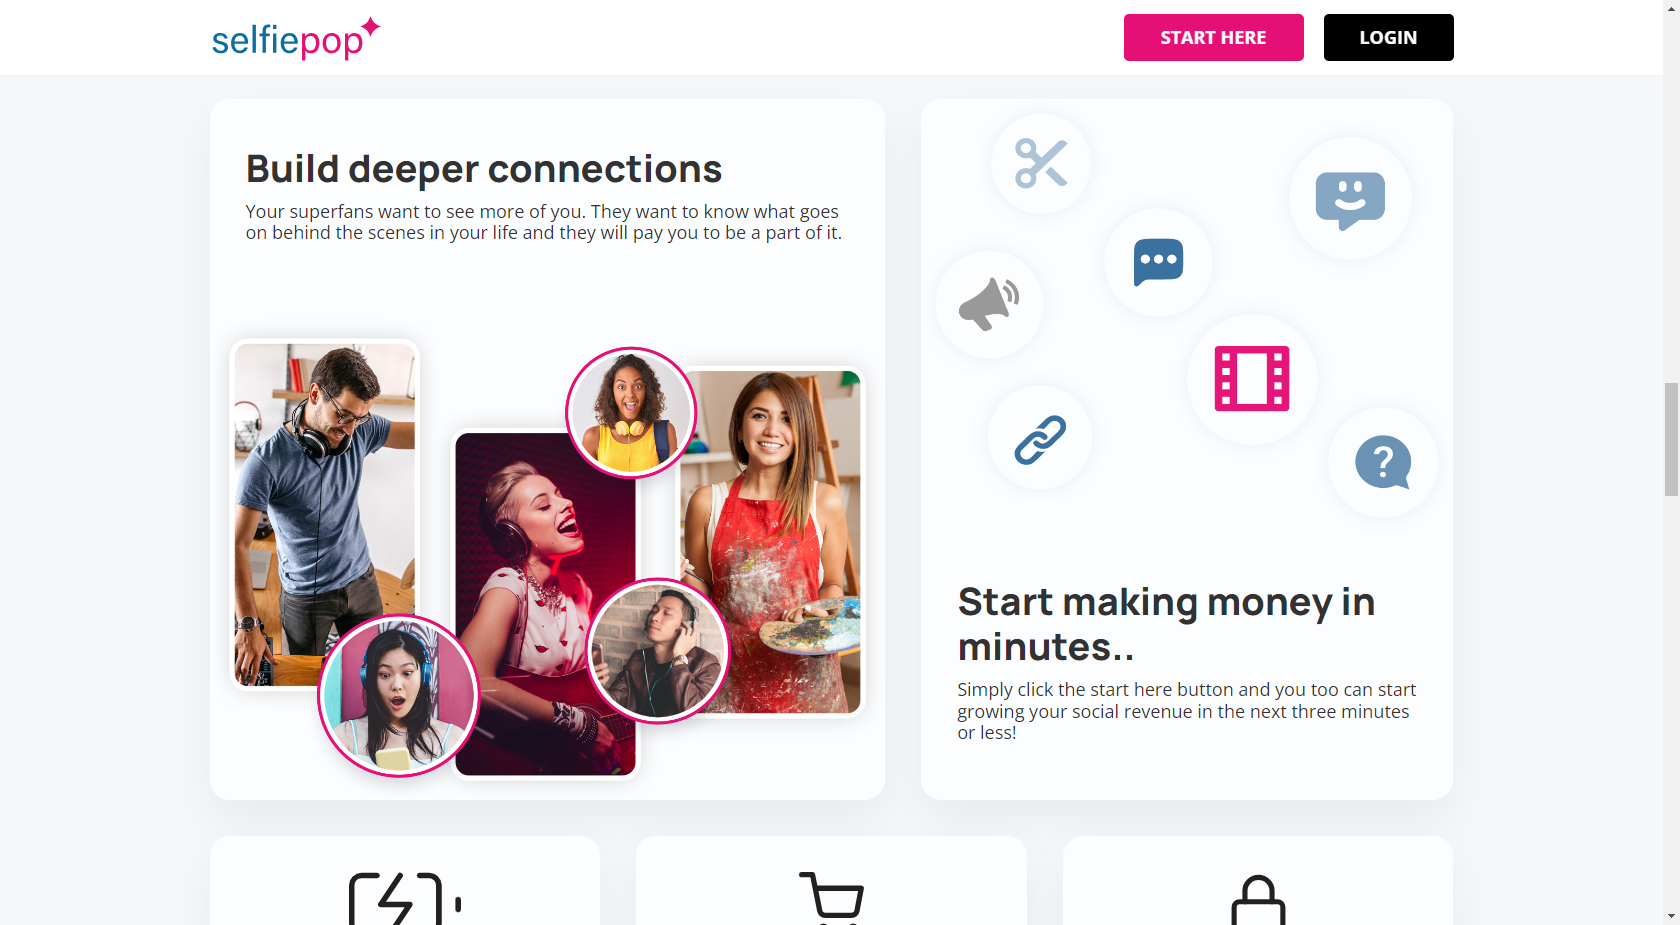 selfiepop
START HERE
LOGIN
Build deeper connections
Your superfans want to see more of you. They want to know what goes
on behind the scenes in your life and they will pay you to be a part of it.
?
Start making money in
minutes..
Simply click the start here button and you too can start
growing your social revenue in the next three minutes
or less!